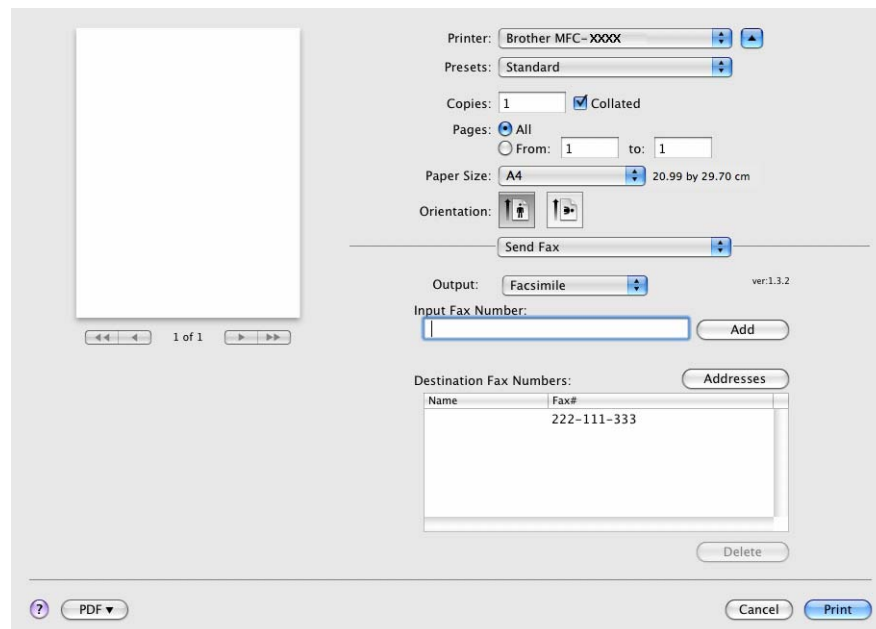 Printer: Brother MFC-XXXX
Presets: Standard
Copies: 1 Collated
Pages: All
From: 1 to: 1
Paper Size: A4 20.99 by 29.70 cm
Orientation:
Send Fax
Output: Facsimile ver:1.3.2
Input Fax Number:
Add
1 of 1
Destination Fax Numbers: Addresses
Name Fax#
222-111-333
Delete
? PDF Cancel Print